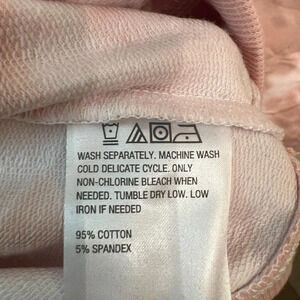 WASH SEPARATELY. MACHINE WASH
COLD DELICATE CYCLE. ONLY
NON-CHLORINE BLEACH WHEN
NEEDED. TUMBLE DRY LOW. LOW
IRON IF NEEDED
95% COTTON
5% SPANDEX